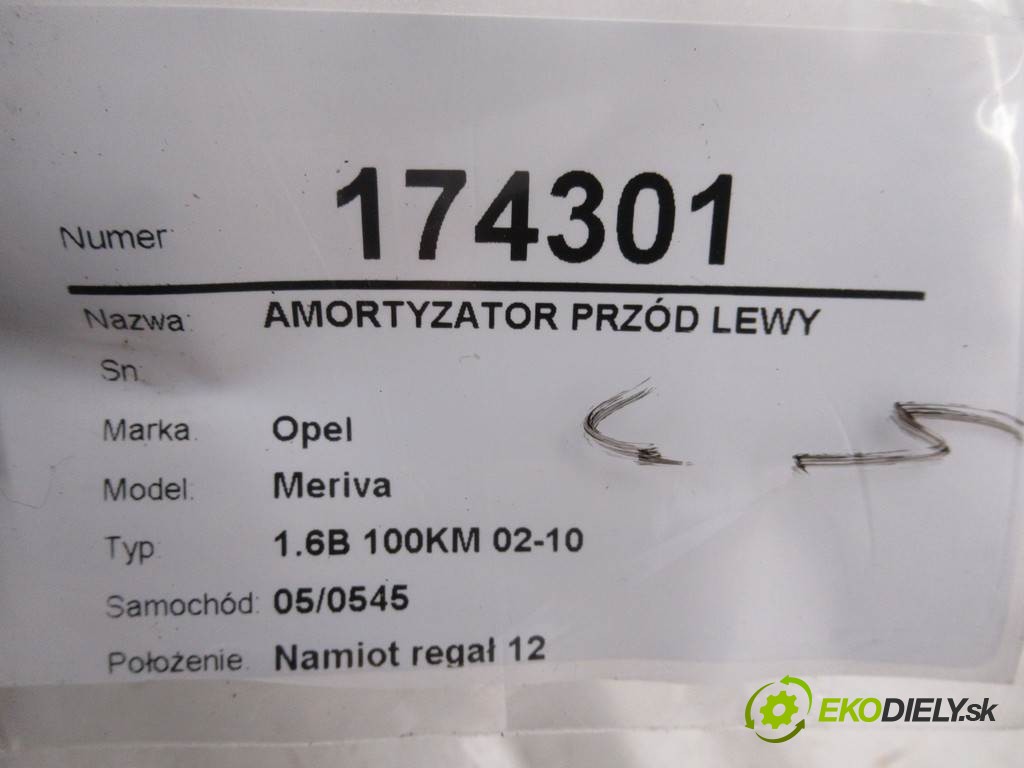 Numer: 174301
Nazwa: AMORTYZATOR PRZÓD LEWY
Sn:
Marka: Opel
Model: Meriva
Typ: 1.6B 100KM 02-10
Samochód: 05/0545
Położenie: Namiot regał 12
EKODIELY.sk